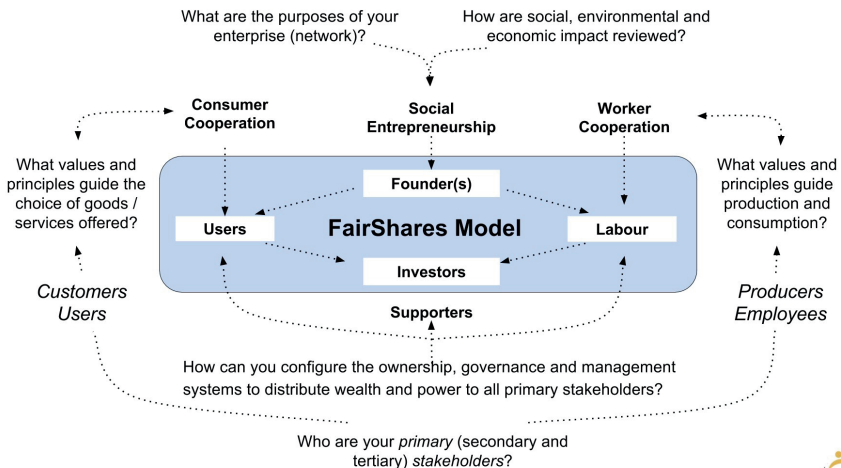 What are the purposes of your
enterprise (network)?
How are social, environmental and
economic impact reviewed?
Consumer
Cooperation
Social
Entrepreneurship
Worker
Cooperation
What values and
principles guide the
choice of goods /
services offered?
What values and
principles guide
production and
consumption?
Founder(s)
Users
FairShares Model
Labour
Investors
Customers
Users
Supporters
Producers
Employees
How can you configure the ownership, governance and management
systems to distribute wealth and power to all primary stakeholders?
Who are your primary (secondary and
tertiary) stakeholders?